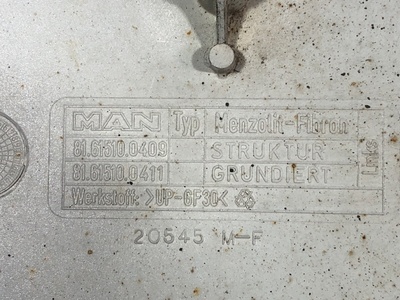 MAN Typ Menzolit-Fibron
81.61510.0409 STRUKTUR
81.61510.0411 GRUNDIERT
Links
Werkstoff: >UP-GF30<
20545 M-F